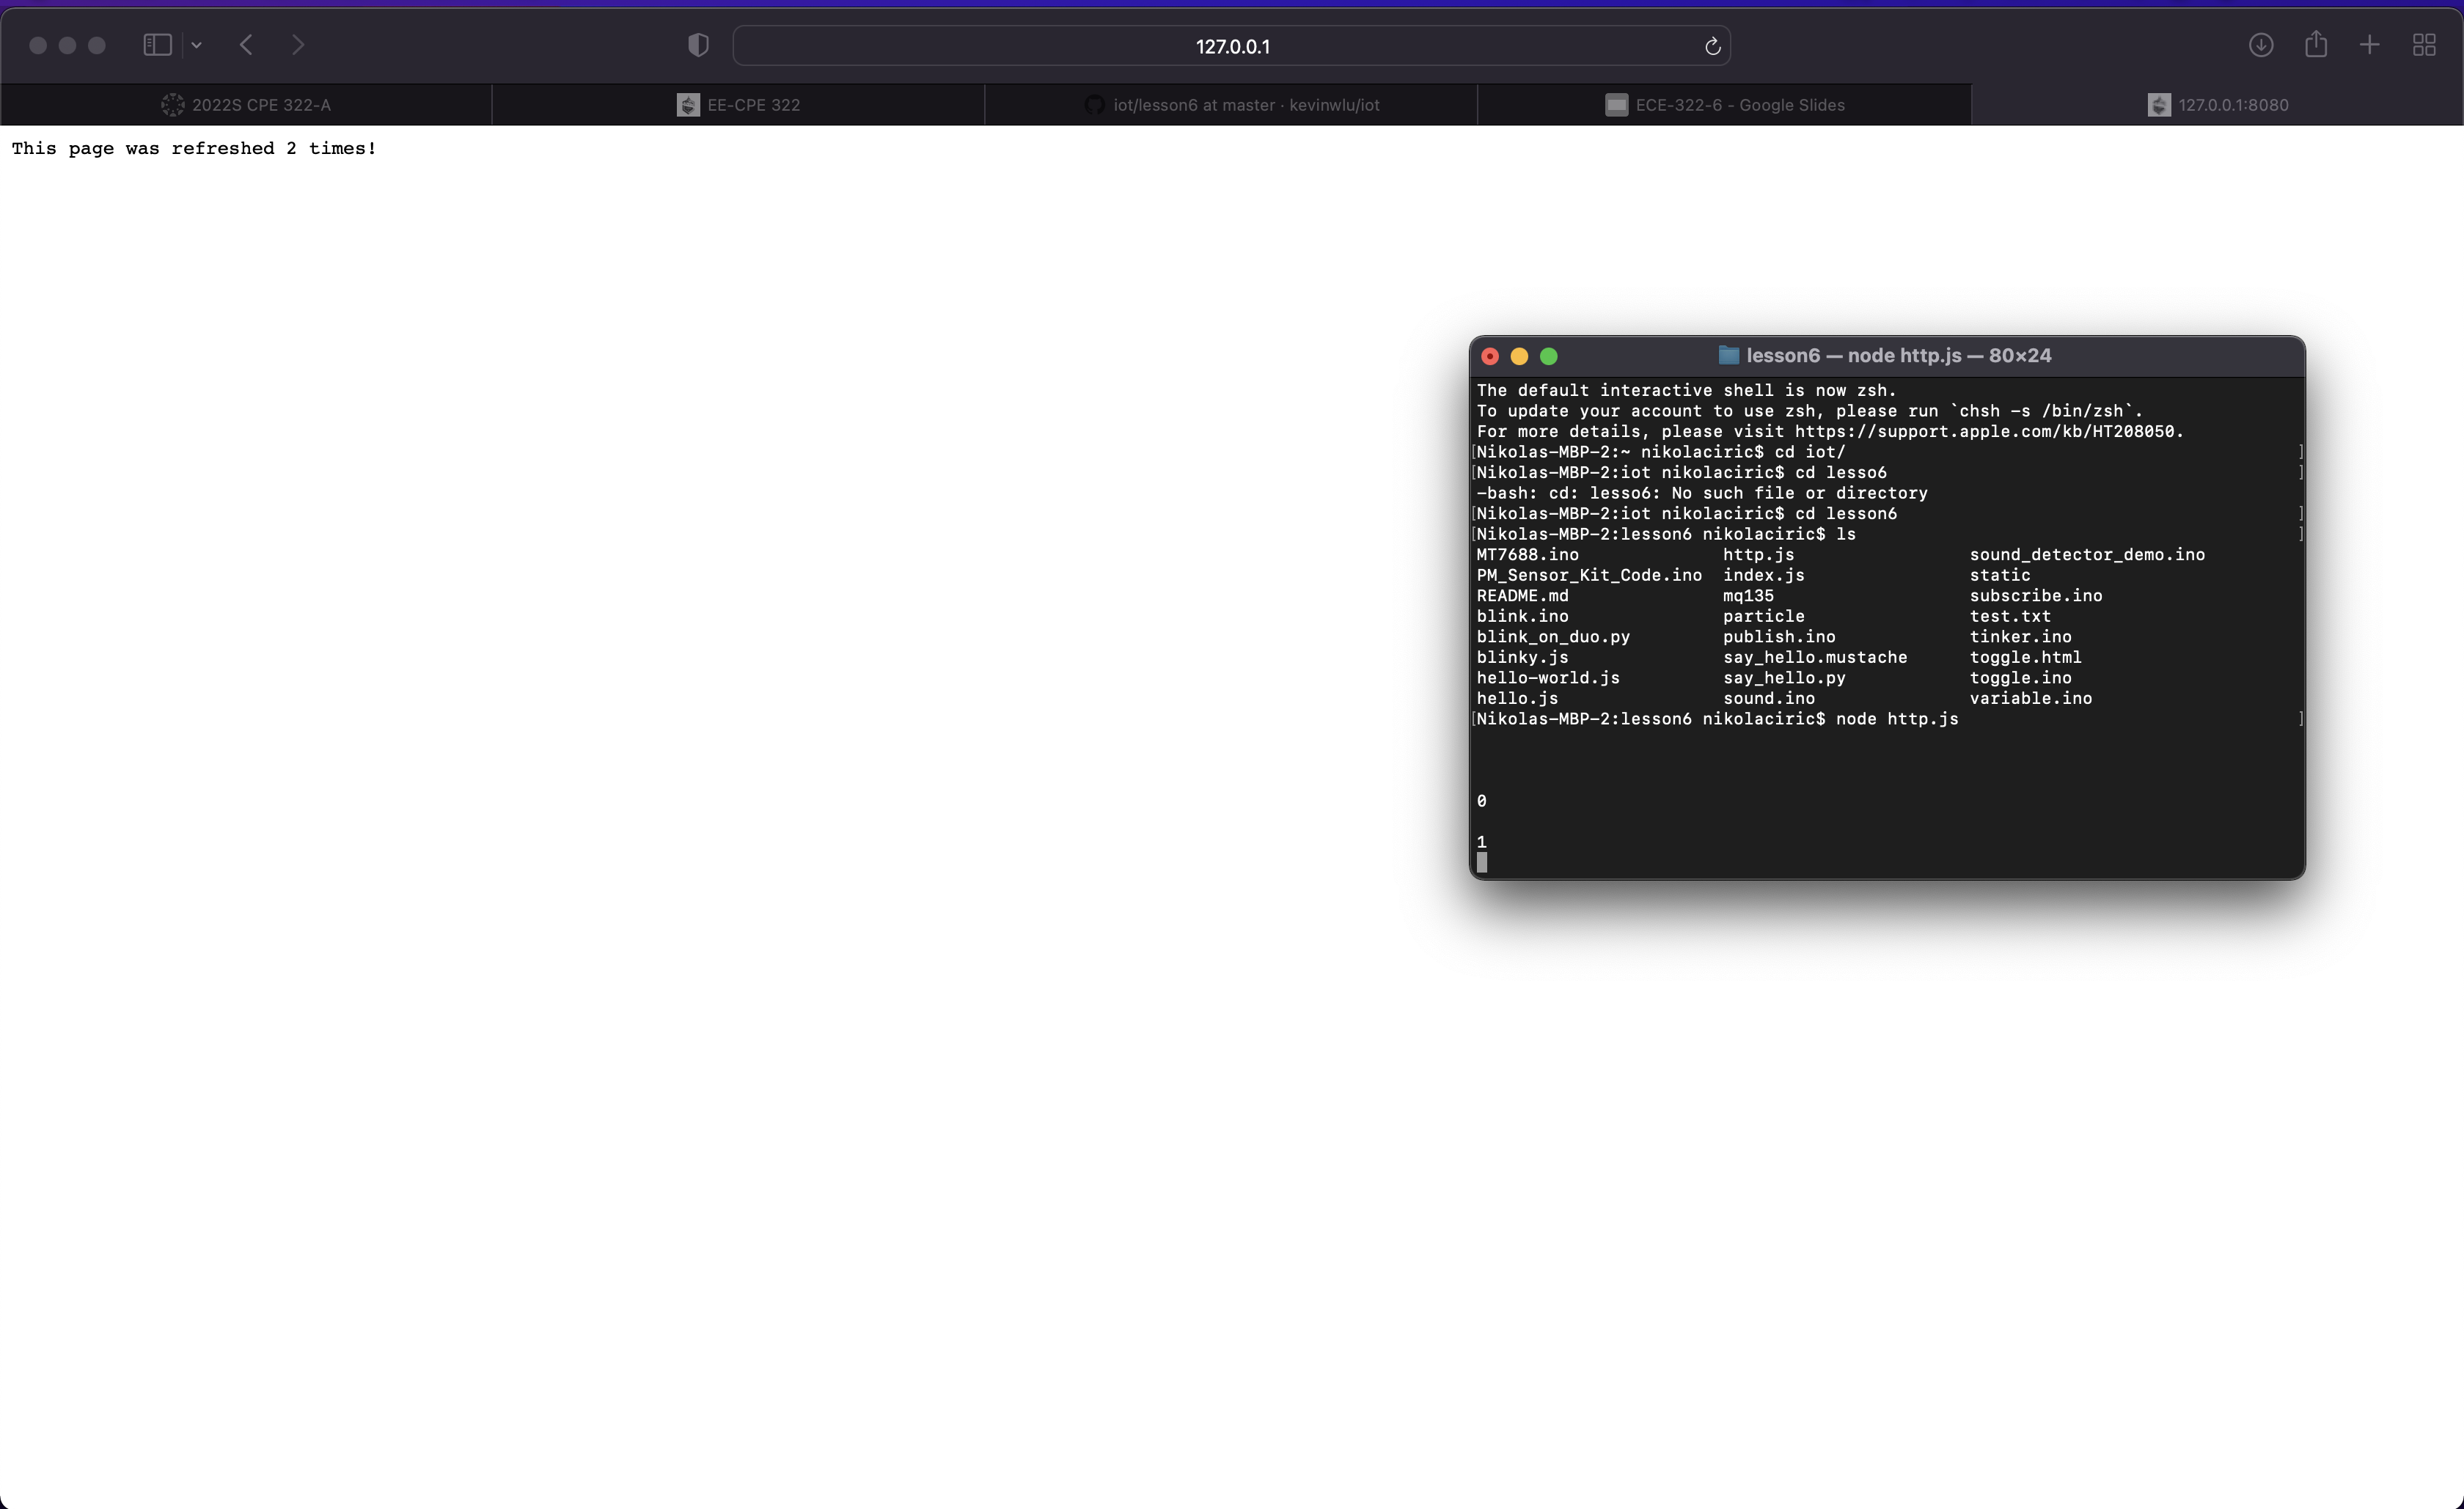 127.0.0.1
2022S CPE 322-A
EE-CPE 322
iot/lesson6 at master · kevinwlu/iot
ECE-322-6 - Google Slides
127.0.0.1:8080
This page was refreshed 2 times!
lesson6 — node http.js — 80×24
The default interactive shell is now zsh.
To update your account to use zsh, please run `chsh -s /bin/zsh`.
For more details, please visit https://support.apple.com/kb/HT208050.
[Nikolas-MBP-2:~ nikolaciric$ cd iot/ ]
[Nikolas-MBP-2:iot nikolaciric$ cd lesso6 ]
-bash: cd: lesso6: No such file or directory
[Nikolas-MBP-2:iot nikolaciric$ cd lesson6 ]
[Nikolas-MBP-2:lesson6 nikolaciric$ ls ]
MT7688.ino http.js sound_detector_demo.ino
PM_Sensor_Kit_Code.ino index.js static
README.md mq135 subscribe.ino
blink.ino particle test.txt
blink_on_duo.py publish.ino tinker.ino
blinky.js say_hello.mustache toggle.html
hello-world.js say_hello.py toggle.ino
hello.js sound.ino variable.ino
[Nikolas-MBP-2:lesson6 nikolaciric$ node http.js ]
0
1